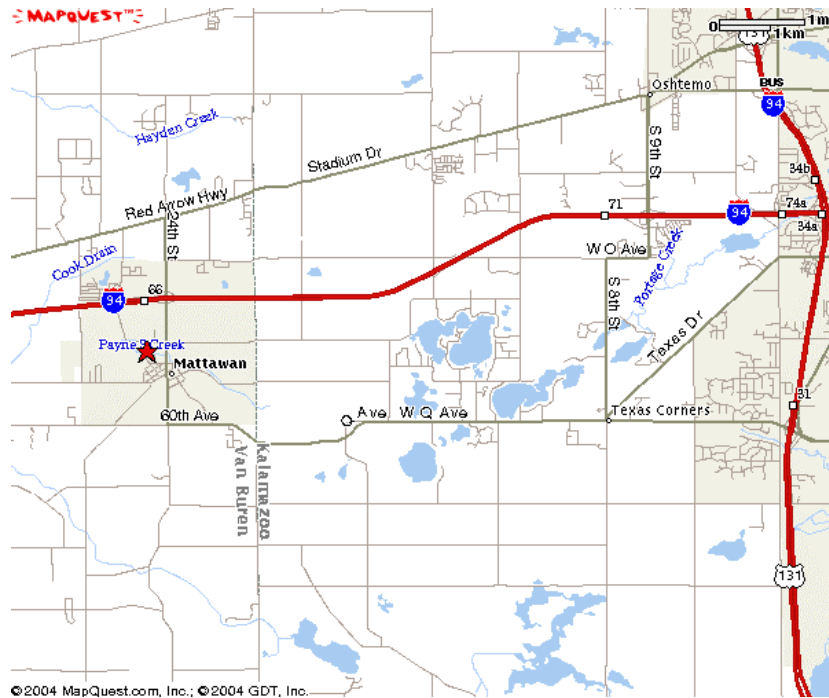 MAPQUEST™
0 1m
1km
131
Oshtemo
BUS
94
Hayden Creek
S 9th St
Stadium Dr
34b
Red Arrow Hwy
24th St
71
94
74a
34a
Cook Drain
W O Ave
Portage Creek
94
66
S 8th St
Texas Dr
Payne S Creek
Mattawan
31
60th Ave
Q Ave W Q Ave
Texas Corners
Kalamazoo
Van Buren
131
©2004 MapQuest.com, Inc.; ©2004 GDT, Inc.